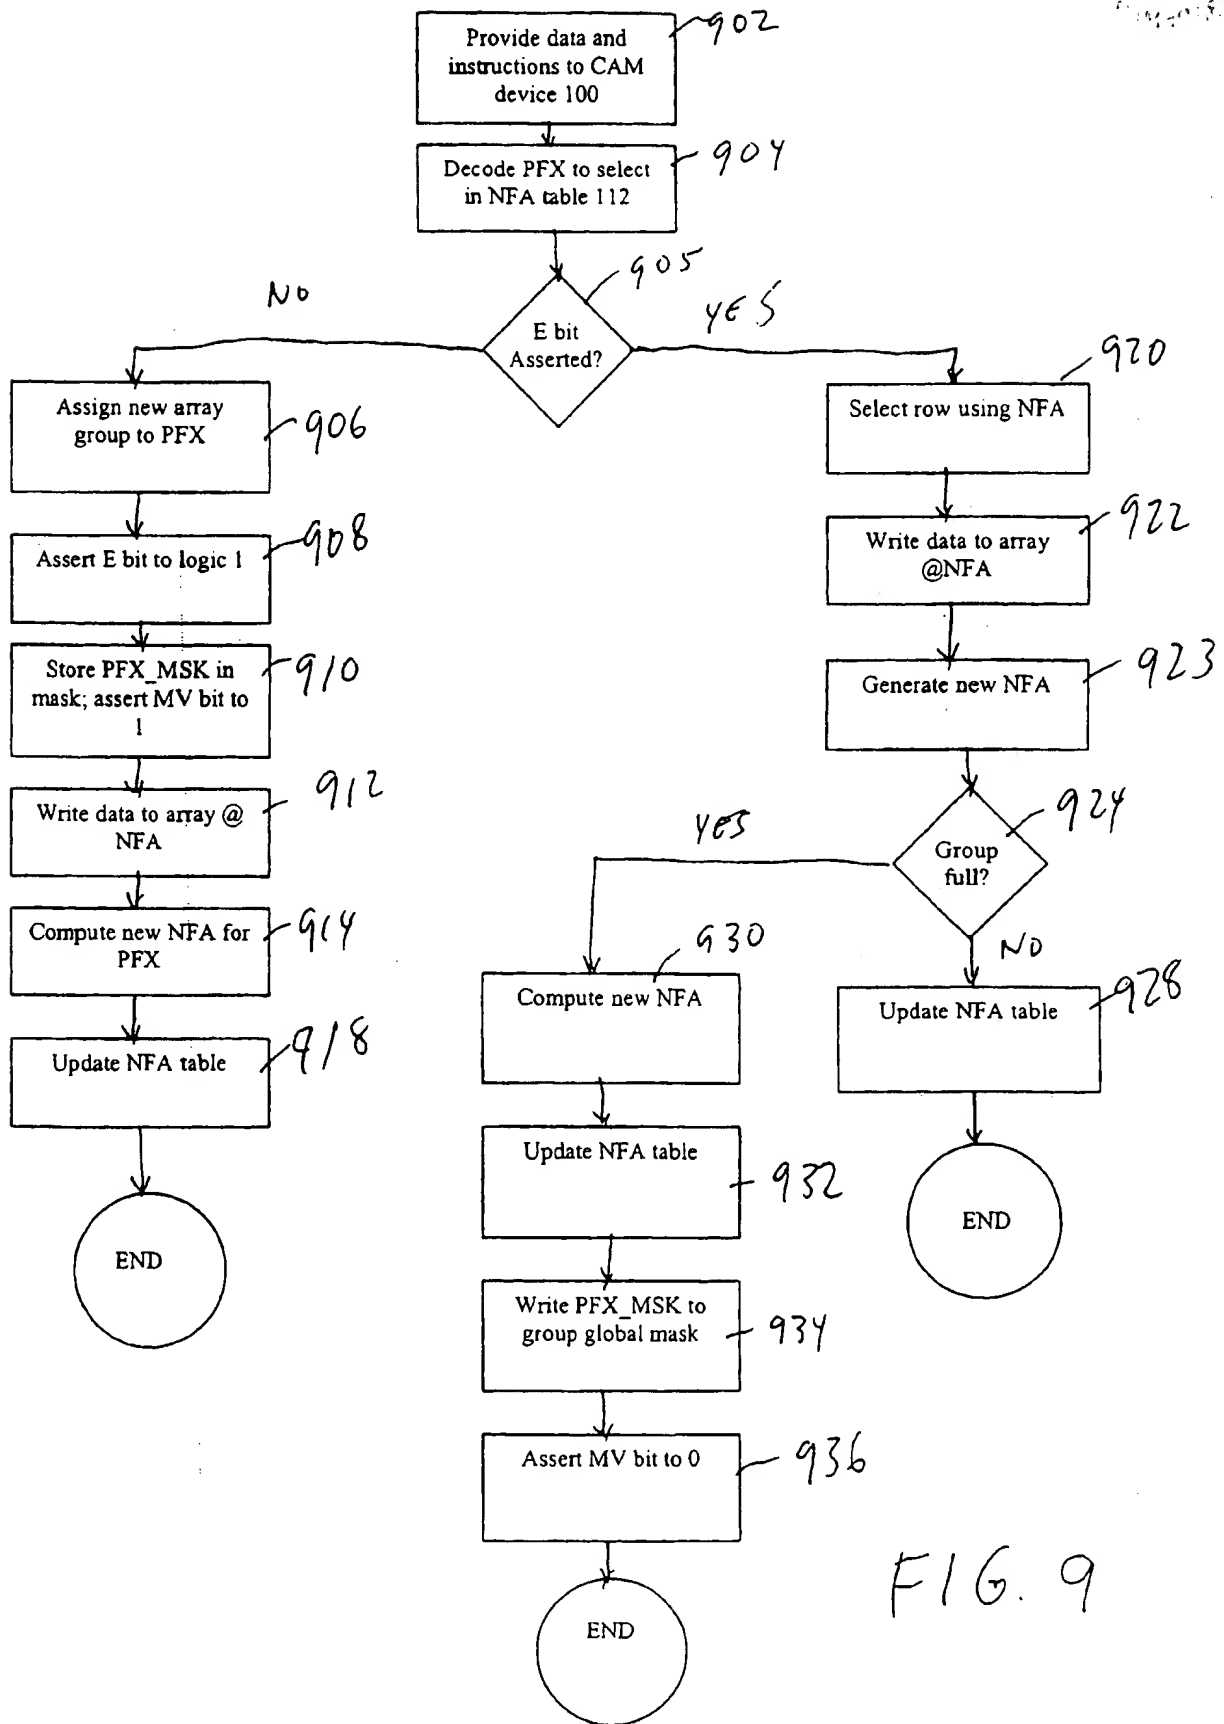 902
Provide data and
instructions to CAM
device 100
904
Decode PFX to select
in NFA table 112
905
NO
YES
E bit
Asserted?
906
Assign new array
group to PFX
908
Assert E bit to logic 1
910
Store PFX_MSK in
mask; assert MV bit to
1
912
Write data to array @
NFA
914
Compute new NFA for
PFX
918
Update NFA table
END
920
Select row using NFA
922
Write data to array
@NFA
923
Generate new NFA
924
YES
Group
full?
NO
928
Update NFA table
END
930
Compute new NFA
Update NFA table
932
Write PFX_MSK to
group global mask
934
Assert MV bit to 0
936
END
FIG. 9